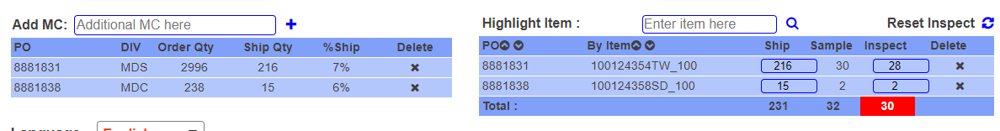 Add MC: Additional MC here
PO DIV Order Qty Ship Qty %Ship Delete
8881831 MDS 2996 216 7%
8881838 MDC 238 15 6%
Highlight Item : Enter item here Reset Inspect
PO By Item Ship Sample Inspect Delete
8881831 100124354TW_100 216 30 28
8881838 100124358SD_100 15 2 2
Total : 231 32 30